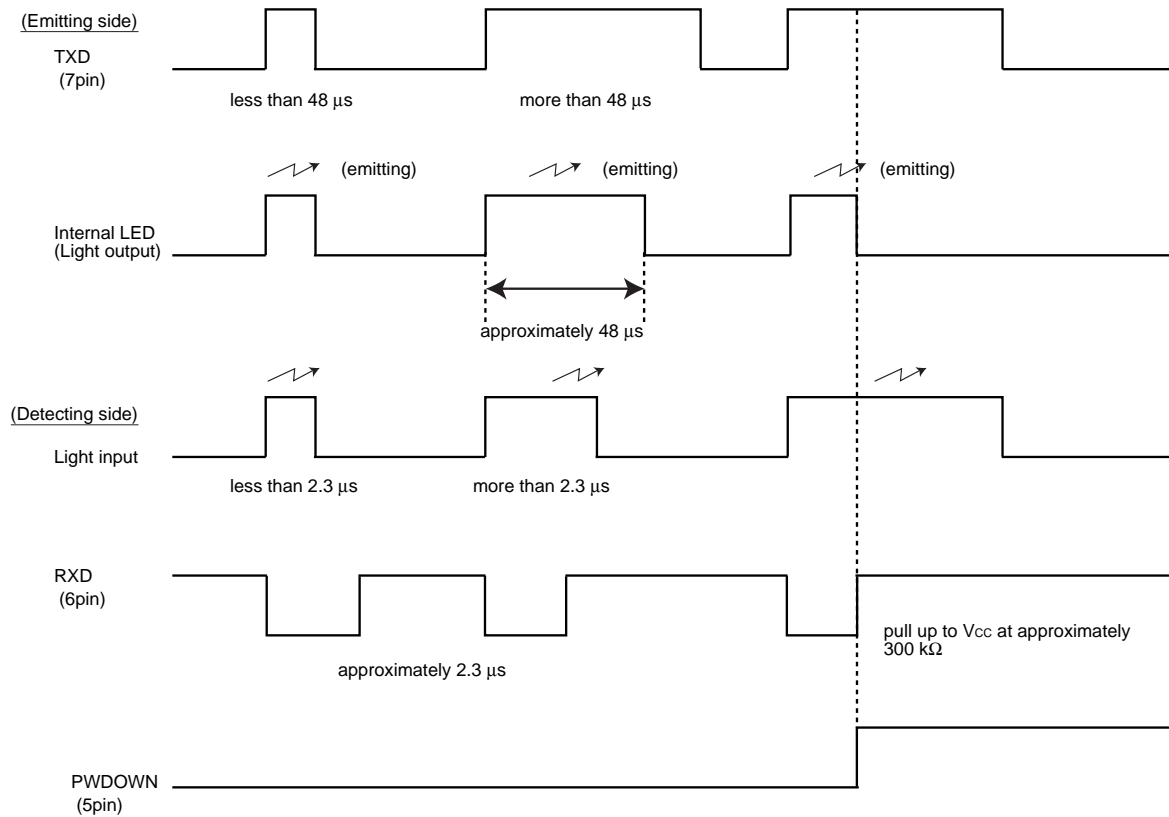 (Emitting side)
TXD
(7pin)
less than 48 μs
more than 48 μs
(emitting)
(emitting)
(emitting)
Internal LED
(Light output)
approximately 48 μs
(Detecting side)
Light input
less than 2.3 μs
more than 2.3 μs
RXD
(6pin)
approximately 2.3 μs
pull up to VCC at approximately
300 kΩ
PWDOWN
(5pin)